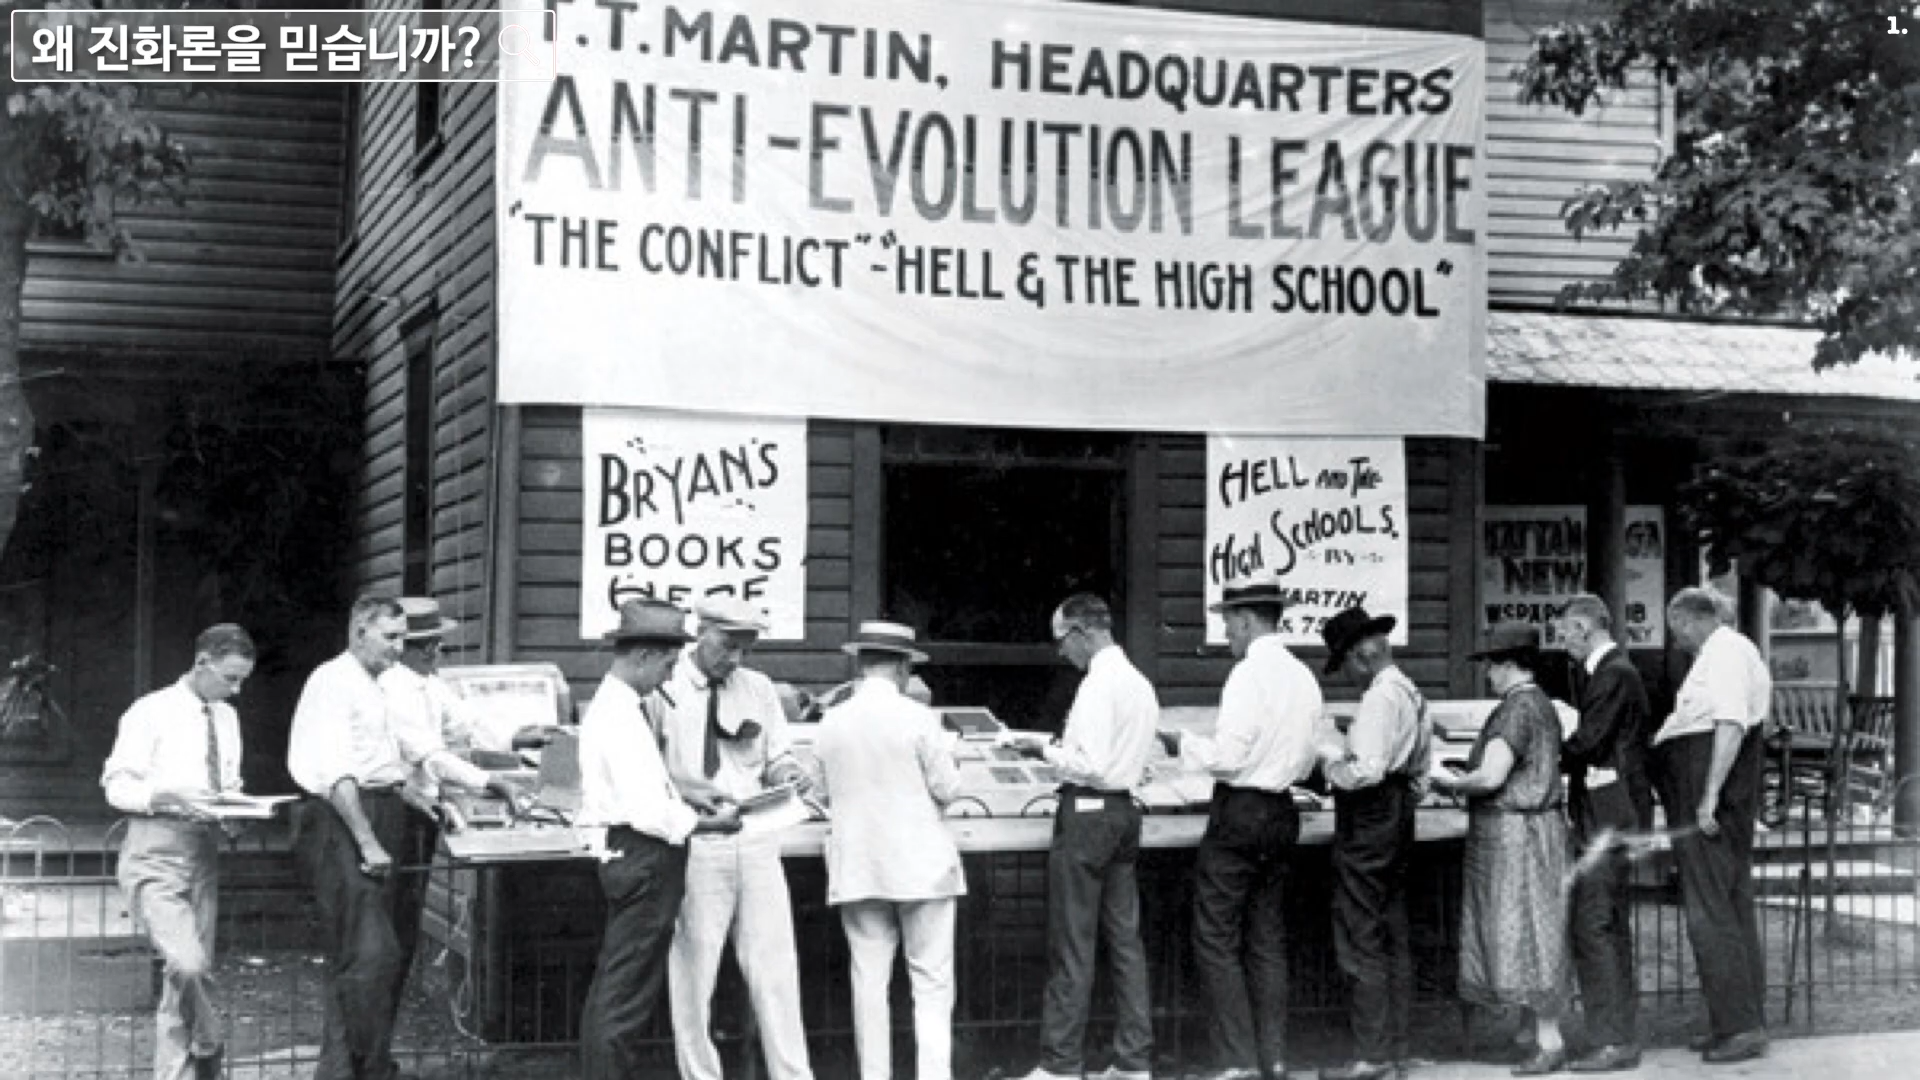 왜 진화론을 믿습니까?
1.
T.T. MARTIN, HEADQUARTERS
ANTI-EVOLUTION LEAGUE
"THE CONFLICT"-"HELL & THE HIGH SCHOOL"
"BRYAN'S"
BOOKS
HERE
HELL AND THE
HIGH SCHOOLS.
BY
MARTIN
NEW